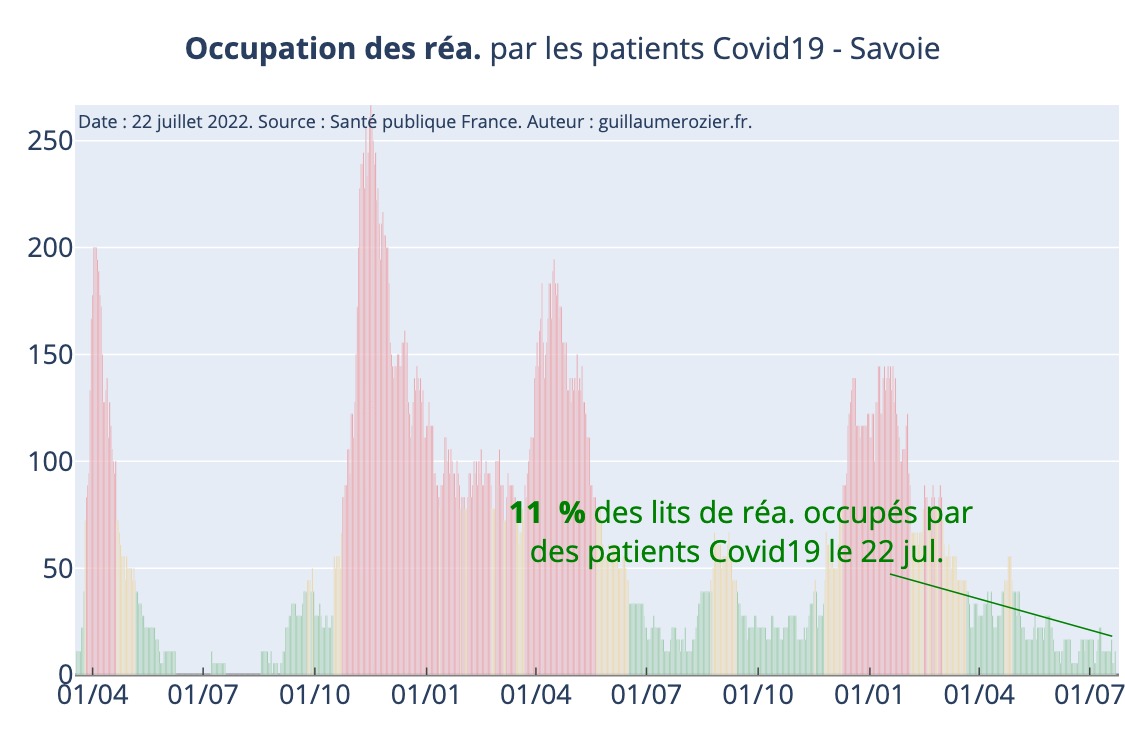 Occupation des réa. par les patients Covid19 - Savoie
Date : 22 juillet 2022. Source : Santé publique France. Auteur : guillaumerozier.fr.
250
200
150
100
50
0
11 % des lits de réa. occupés par
des patients Covid19 le 22 jul.
01/04 01/07 01/10 01/01 01/04 01/07 01/10 01/01 01/04 01/07